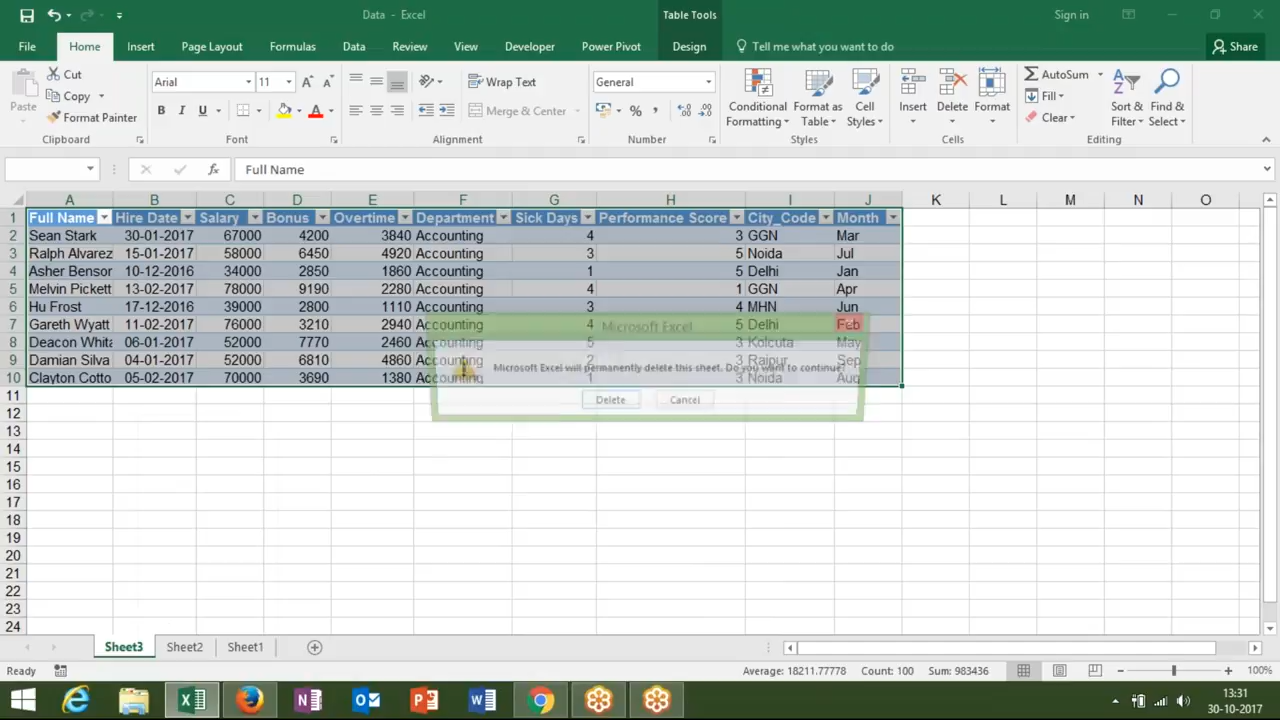 Data - Excel
Table Tools
Sign in
File Home Insert Page Layout Formulas Data Review View Developer Power Pivot Design Tell me what you want to do Share
Paste
Cut
Copy
Format Painter
Clipboard
Arial 11
B I U
Font
Wrap Text
Merge & Center
Alignment
General
Number
Conditional Formatting
Format as Table
Cell Styles
Styles
Insert
Delete
Format
Cells
AutoSum
Fill
Clear
Sort & Filter
Find & Select
Editing
fx Full Name
A B C D E F G H I J K L M N O
1 Full Name Hire Date Salary Bonus Overtime Department Sick Days Performance Score City_Code Month
2 Sean Stark 30-01-2017 67000 4200 3840 Accounting 4 3 GGN Mar
3 Ralph Alvarez 15-01-2017 58000 6450 4920 Accounting 3 5 Noida Jul
4 Asher Bensor 10-12-2016 34000 2850 1860 Accounting 1 5 Delhi Jan
5 Melvin Pickett 13-02-2017 78000 9190 2280 Accounting 4 1 GGN Apr
6 Hu Frost 17-12-2016 39000 2800 1110 Accounting 3 4 MHN Jun
7 Gareth Wyatt 11-02-2017 76000 3210 2940 Accounting 4 5 Delhi Feb
8 Deacon Whita 06-01-2017 52000 7770 2460 Accounting 5 3 Kolcuta May
9 Damian Silva 04-01-2017 52000 6810 4860 Accounting 2 3 Raipur Sep
10 Clayton Cotto 05-02-2017 70000 3690 1380 Accounting 1 3 Noida Aug
Microsoft Excel
Microsoft Excel will permanently delete this sheet. Do you want to continue?
Delete Cancel
11
12
13
14
15
16
17
18
19
20
21
22
23
24
Sheet3 Sheet2 Sheet1
Ready Average: 18211.77778 Count: 100 Sum: 983436 100%
13:31
30-10-2017